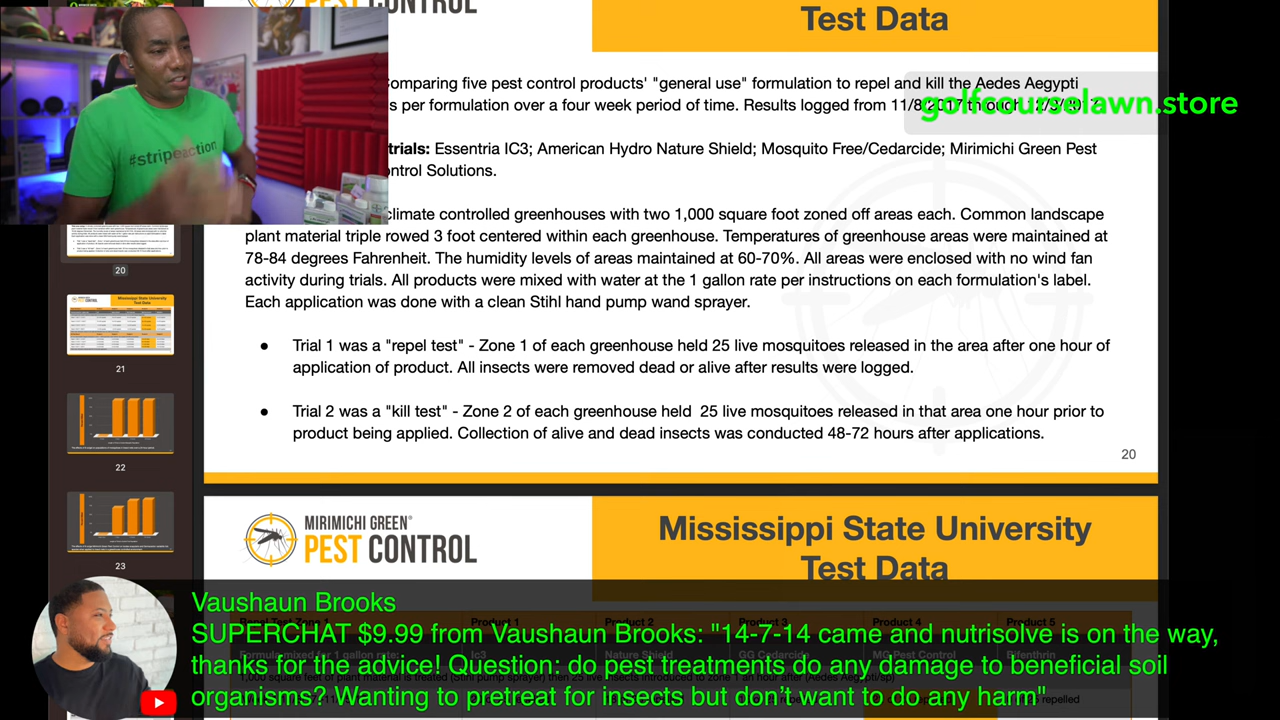 CONTROL
Test Data
Comparing five pest control products' "general use" formulation to repel and kill the Aedes Aegypti
s per formulation over a four week period of time. Results logged from 11/8/2017 through
golfcourselawn.store
#stripeaction
trials: Essentria IC3; American Hydro Nature Shield; Mosquito Free/Cedarcide; Mirimichi Green Pest
ontrol Solutions.
climate controlled greenhouses with two 1,000 square foot zoned off areas each. Common landscape
plant material triple rowed 3 foot centers within each greenhouse. Temperatures of greenhouse areas were maintained at
78-84 degrees Fahrenheit. The humidity levels of areas maintained at 60-70%. All areas were enclosed with no wind fan
activity during trials. All products were mixed with water at the 1 gallon rate per instructions on each formulation's label.
Each application was done with a clean Stihl hand pump wand sprayer.
● Trial 1 was a "repel test" - Zone 1 of each greenhouse held 25 live mosquitoes released in the area after one hour of
application of product. All insects were removed dead or alive after results were logged.
● Trial 2 was a "kill test" - Zone 2 of each greenhouse held 25 live mosquitoes released in that area one hour prior to
product being applied. Collection of alive and dead insects was conducted 48-72 hours after applications.
20
20
21
22
23
MIRIMICHI GREEN®
PEST CONTROL
Mississippi State University
Test Data
Vaushaun Brooks
SUPERCHAT $9.99 from Vaushaun Brooks: "14-7-14 came and nutrisolve is on the way,
thanks for the advice! Question: do pest treatments do any damage to beneficial soil
organisms? Wanting to pretreat for insects but don't want to do any harm"